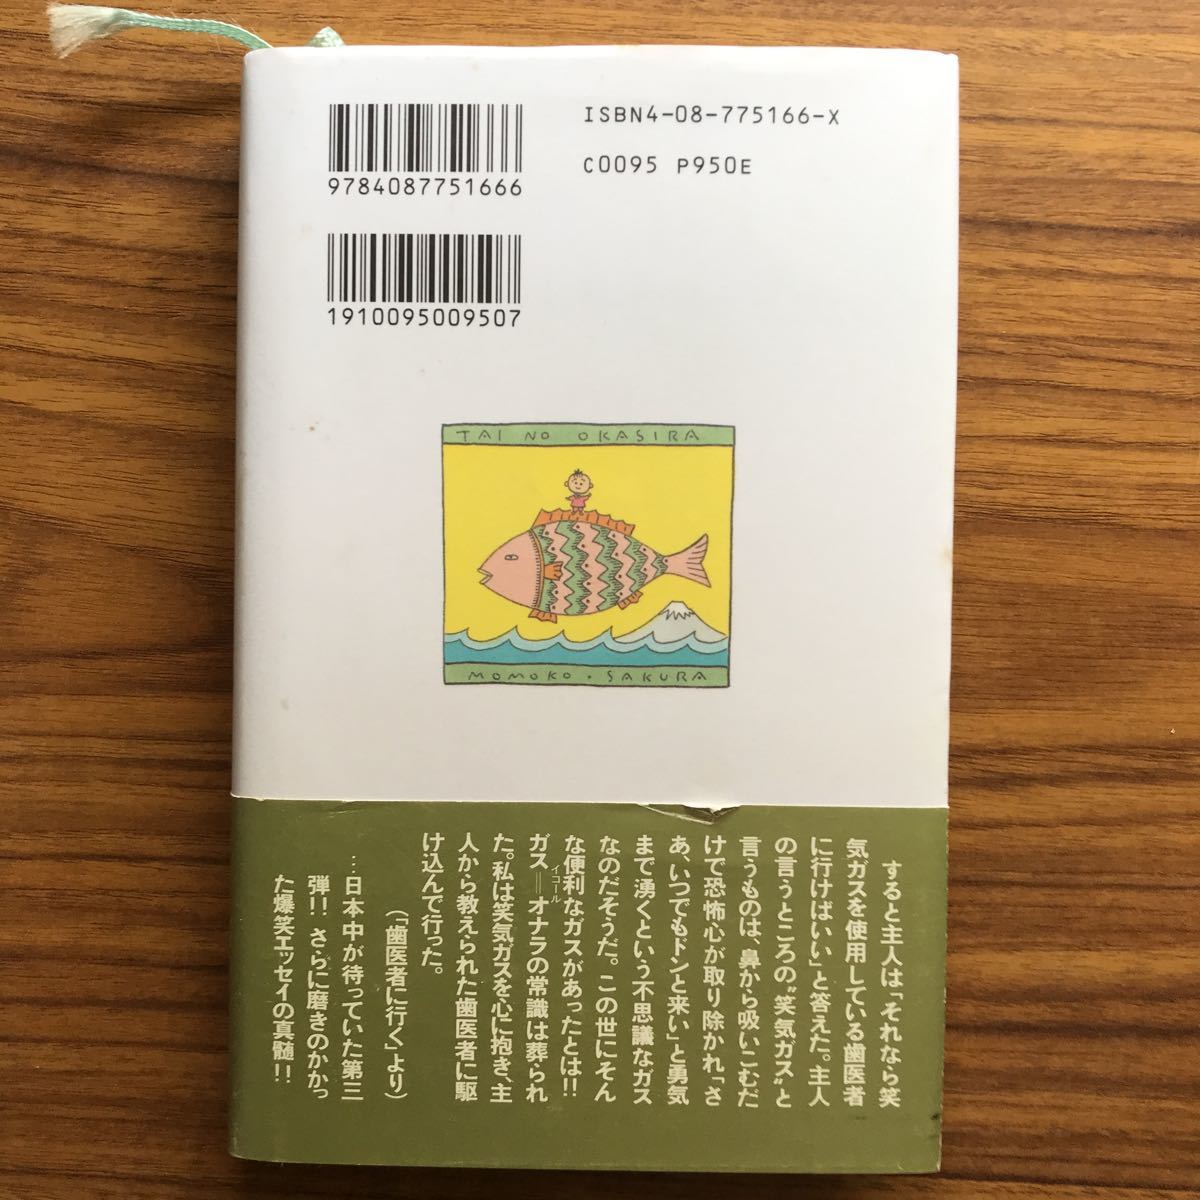 ISBN4-08-775166-X
C0095 P950E
9784087751666
1910095009507
TAI NO OKASIRA
MOMOKO・SAKURA
すると主人は「それなら笑
気ガスを使用している歯医者
に行けばいい」と答えた。主人
の言うところの〝笑気ガス〟と
言うものは、鼻から吸いこむだ
けで恐怖心が取り除かれ「さ
あ、いつでもドンと来い」と勇気
まで湧くという不思議なガス
なのだそうだ。この世にそん
な便利なガスがあったとは!!
イコール
ガス＝オナラの常識は葬られ
た。私は笑気ガスを心に抱き、主
人から教えられた歯医者に駆
け込んで行った。
(「歯医者に行く」より)
…日本中が待っていた第三
弾!! さらに磨きのかかっ
た爆笑エッセイの真髄!!